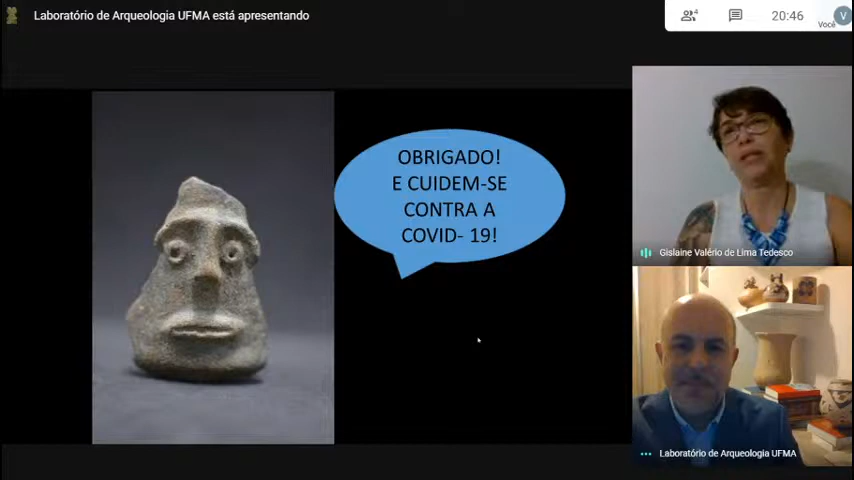 Laboratório de Arqueologia UFMA está apresentando
4
20:46
Você
V
OBRIGADO!
E CUIDEM-SE
CONTRA A
COVID- 19!
Gislaine Valério de Lima Tedesco
Laboratório de Arqueologia UFMA